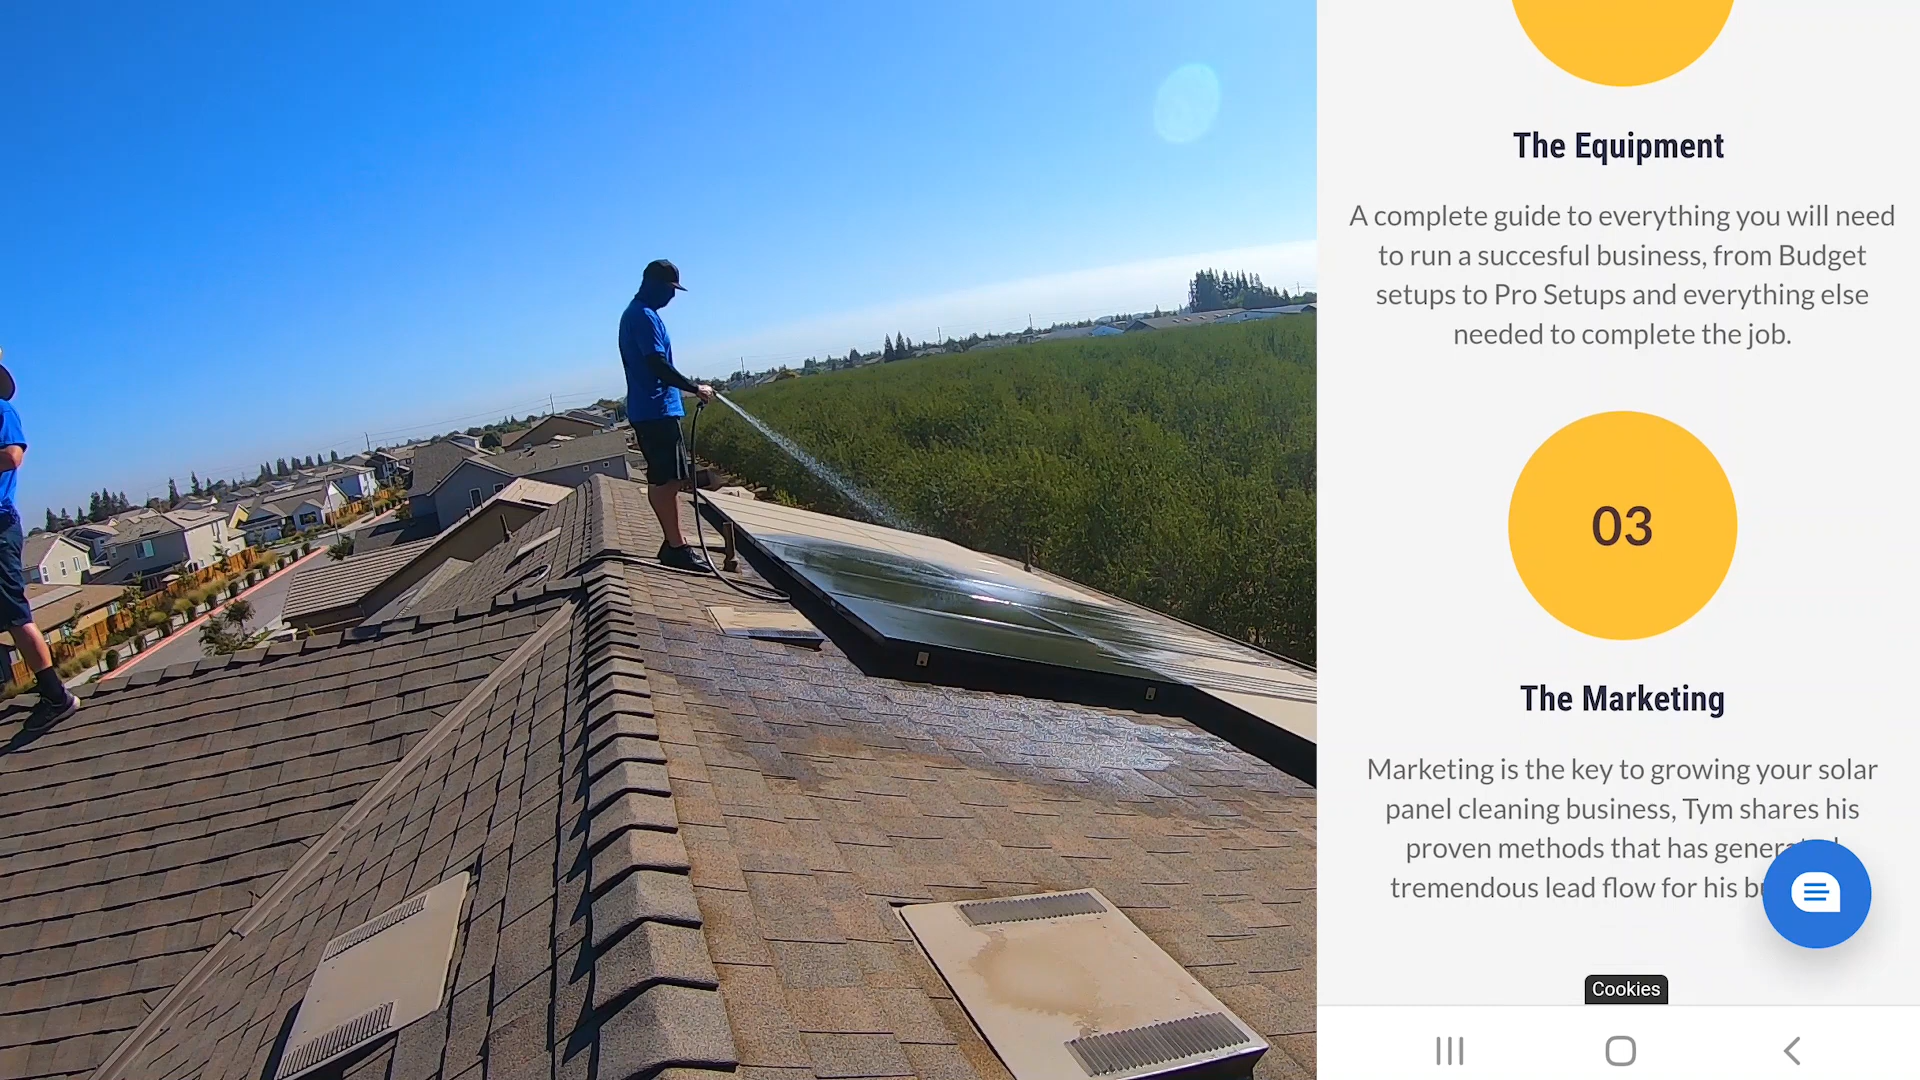 The Equipment
A complete guide to everything you will need
to run a succesful business, from Budget
setups to Pro Setups and everything else
needed to complete the job.
03
The Marketing
Marketing is the key to growing your solar
panel cleaning business, Tym shares his
proven methods that has generated
tremendous lead flow for his
Cookies